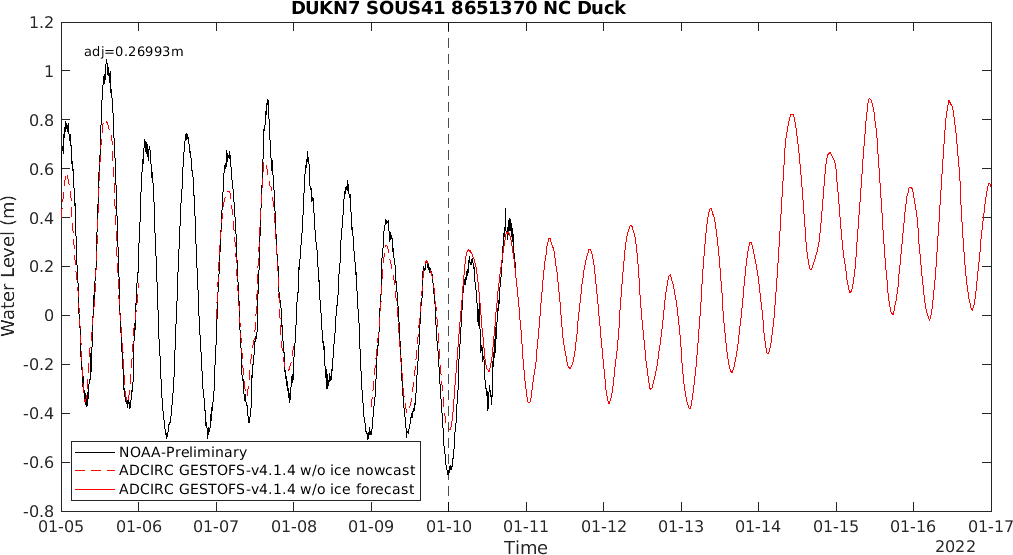 DUKN7 SOUS41 8651370 NC Duck
adj=0.26993m
1.2
1
0.8
0.6
0.4
0.2
0
-0.2
-0.4
-0.6
-0.8
Water Level (m)
NOAA-Preliminary
ADCIRC GESTOFS-v4.1.4 w/o ice nowcast
ADCIRC GESTOFS-v4.1.4 w/o ice forecast
01-05 01-06 01-07 01-08 01-09 01-10 01-11 01-12 01-13 01-14 01-15 01-16 01-17
Time
2022